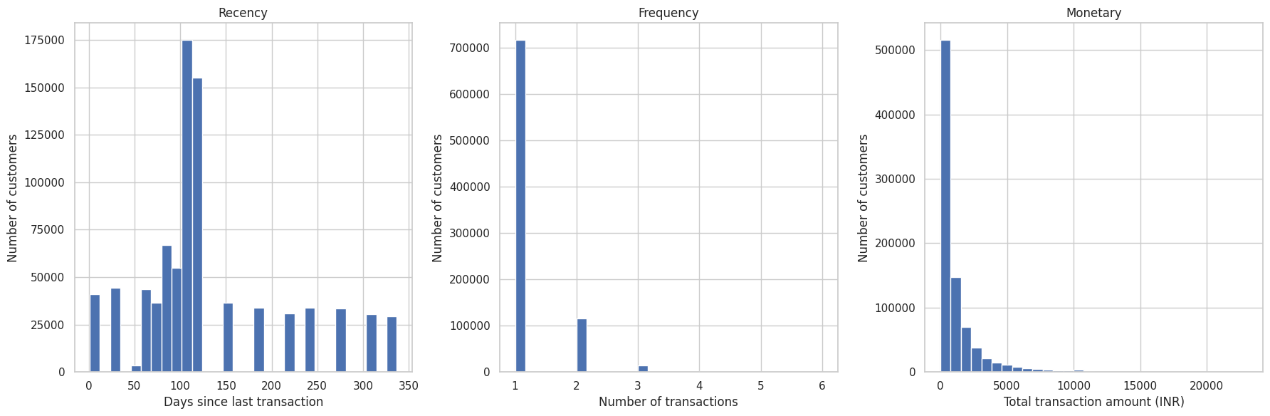 Recency
Number of customers
175000
150000
125000
100000
75000
50000
25000
0
0 50 100 150 200 250 300 350
Days since last transaction
Frequency
Number of customers
700000
600000
500000
400000
300000
200000
100000
0
1 2 3 4 5 6
Number of transactions
Monetary
Number of customers
500000
400000
300000
200000
100000
0
0 5000 10000 15000 20000
Total transaction amount (INR)